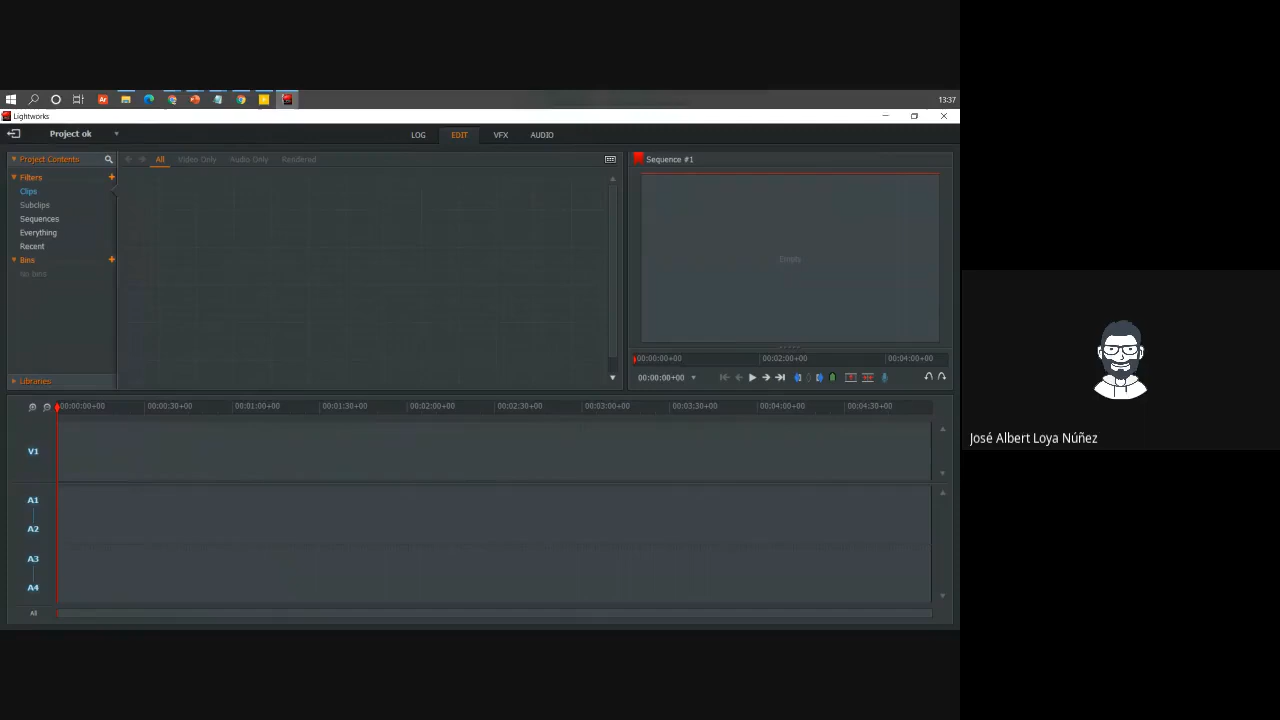 Ar
13:37
Lightworks
Project ok
LOG
EDIT
VFX
AUDIO
Project Contents
All
Video Only
Audio Only
Rendered
Sequence #1
Filters
Clips
Subclips
Sequences
Everything
Recent
Bins
No bins
Libraries
Empty
00:00:00+00
00:02:00+00
00:04:00+00
00:00:00+00
00:00:00+00
00:00:30+00
00:01:00+00
00:01:30+00
00:02:00+00
00:02:30+00
00:03:00+00
00:03:30+00
00:04:00+00
00:04:30+00
V1
A1
A2
A3
A4
All
José Albert Loya Núñez